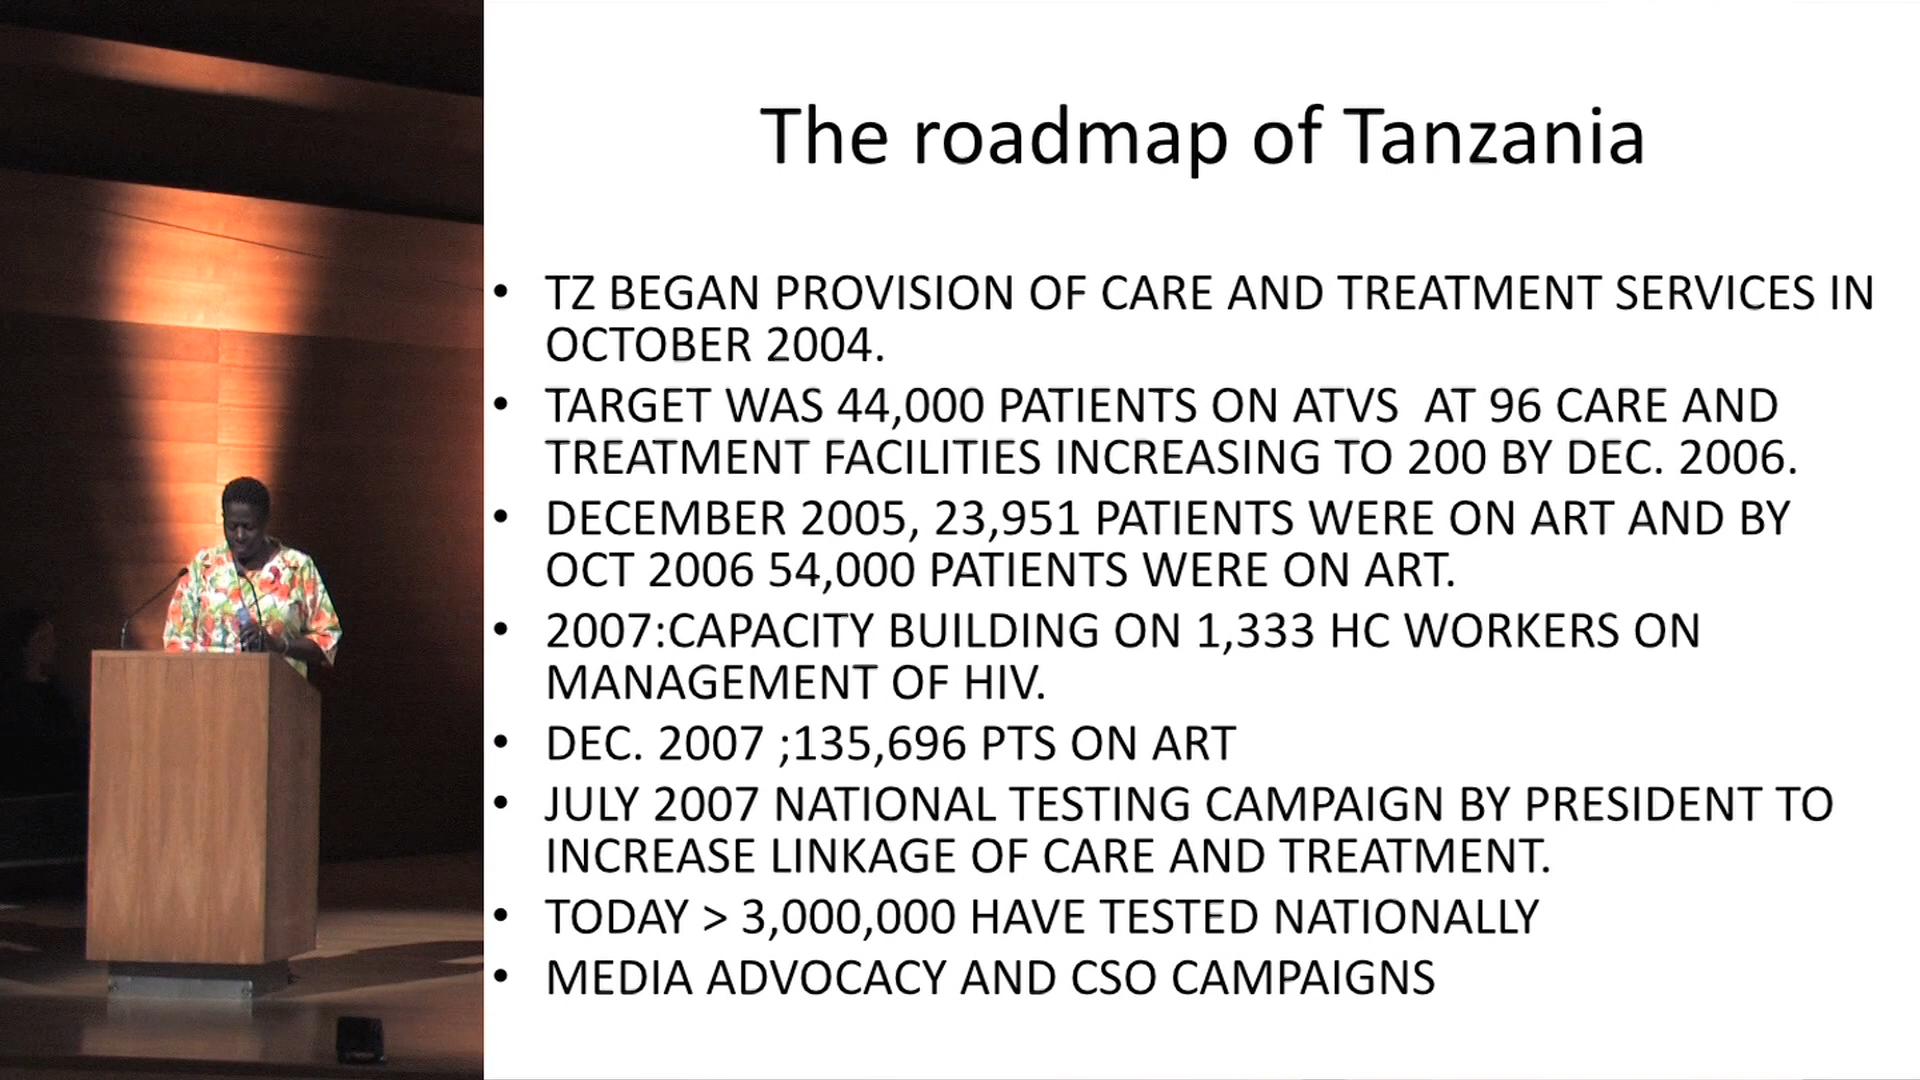 The roadmap of Tanzania
• TZ BEGAN PROVISION OF CARE AND TREATMENT SERVICES IN
OCTOBER 2004.
• TARGET WAS 44,000 PATIENTS ON ATVS  AT 96 CARE AND
TREATMENT FACILITIES INCREASING TO 200 BY DEC. 2006.
• DECEMBER 2005, 23,951 PATIENTS WERE ON ART AND BY
OCT 2006 54,000 PATIENTS WERE ON ART.
• 2007:CAPACITY BUILDING ON 1,333 HC WORKERS ON
MANAGEMENT OF HIV.
• DEC. 2007 ;135,696 PTS ON ART
• JULY 2007 NATIONAL TESTING CAMPAIGN BY PRESIDENT TO
INCREASE LINKAGE OF CARE AND TREATMENT.
• TODAY > 3,000,000 HAVE TESTED NATIONALLY
• MEDIA ADVOCACY AND CSO CAMPAIGNS